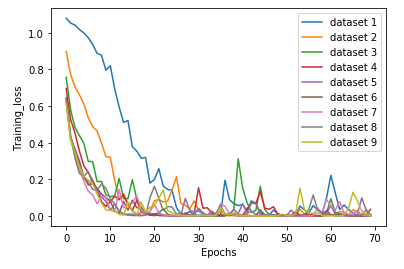 Training_loss
1.0
0.8
0.6
0.4
0.2
0.0
0
10
20
30
40
50
60
70
Epochs
dataset 1
dataset 2
dataset 3
dataset 4
dataset 5
dataset 6
dataset 7
dataset 8
dataset 9